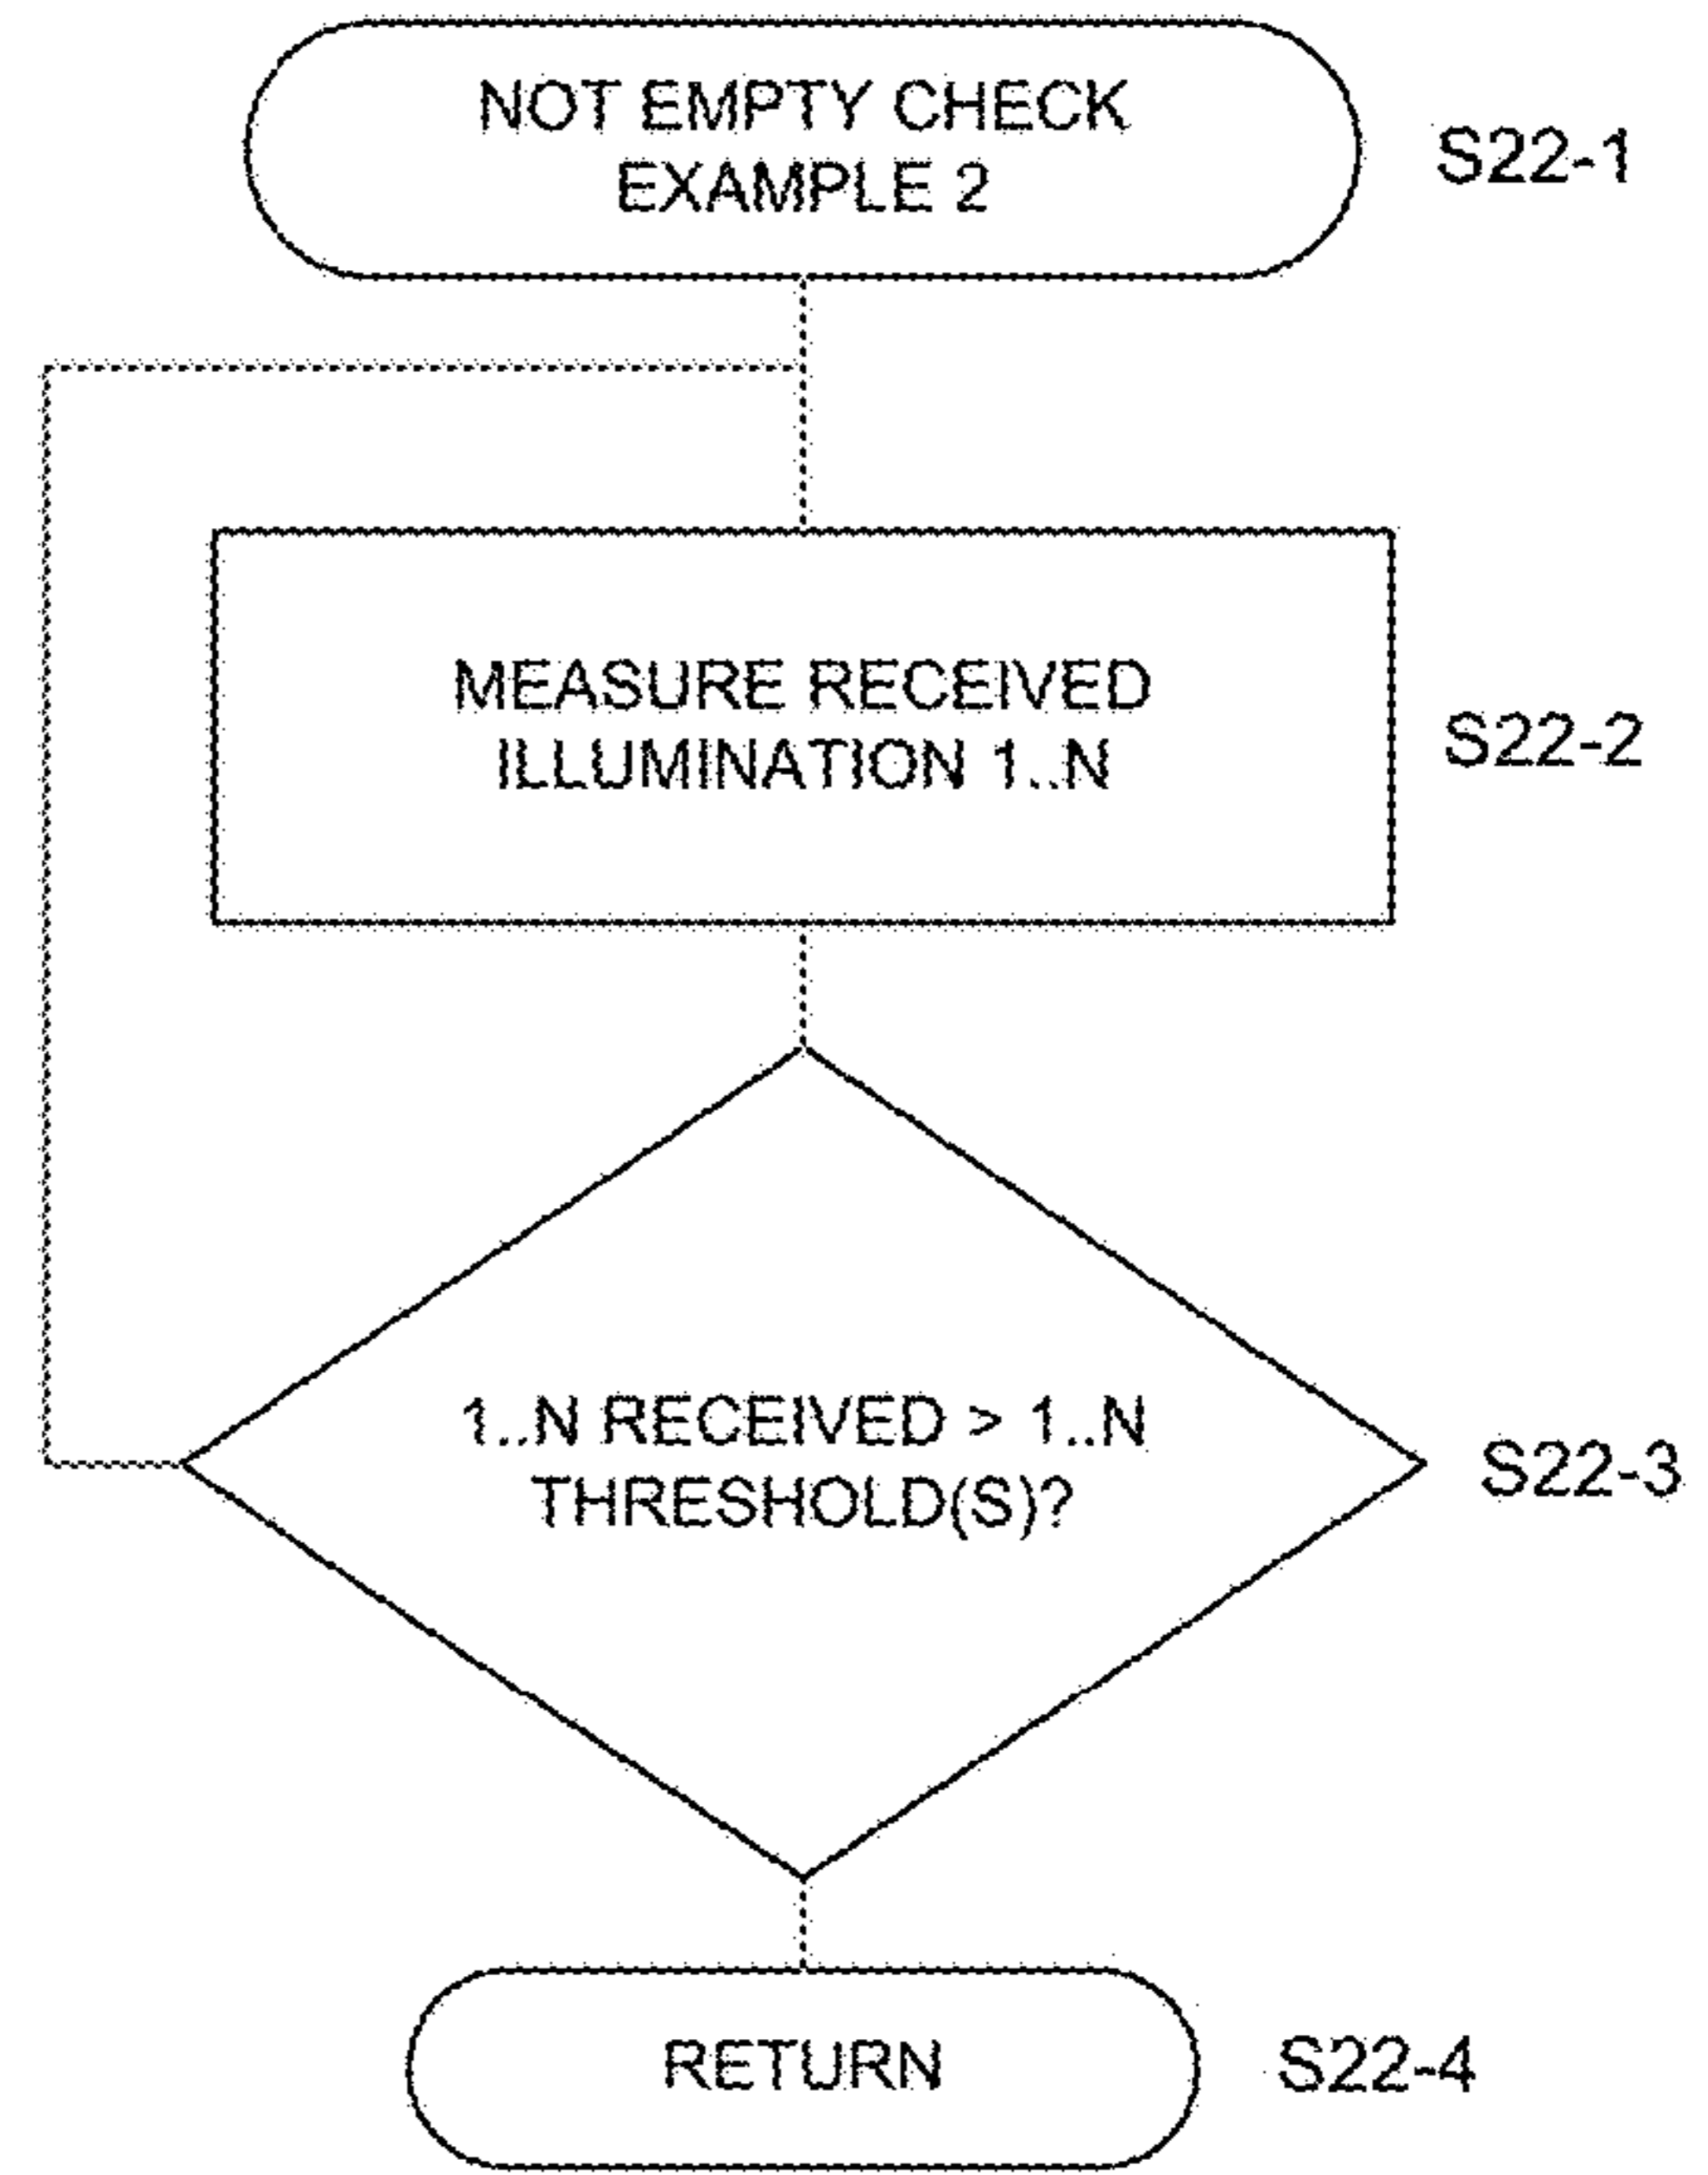 NOT EMPTY CHECK
EXAMPLE 2
S22-1
MEASURE RECEIVED
ILLUMINATION 1..N
S22-2
1..N RECEIVED > 1..N
THRESHOLD(S)?
S22-3
RETURN
S22-4